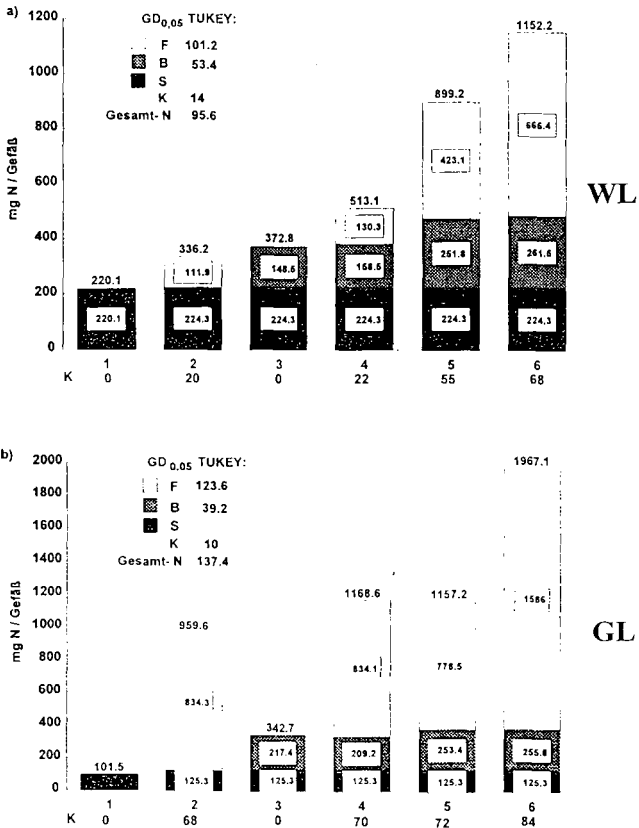 a)
GD0,05 TUKEY:
F 101.2
B 53.4
S
K 14
Gesamt-N 95.6
mg N / Gefäß
1200
1000
800
600
400
200
0
220.1
336.2
372.8
513.1
899.2
1152.2
111.9
130.3
423.1
666.4
148.5
158.5
251.8
261.5
220.1
224.3
224.3
224.3
224.3
224.3
WL
1 2 3 4 5 6
K 0 20 0 22 55 68
b)
GD0,05 TUKEY:
F 123.6
B 39.2
S
K 10
Gesamt-N 137.4
mg N / Gefäß
2000
1800
1600
1400
1200
1000
800
600
400
200
0
101.5
959.6
342.7
1168.6
1157.2
1967.1
834.3
834.1
778.5
1586
217.4
209.2
253.4
255.8
125.3
125.3
125.3
125.3
125.3
GL
1 2 3 4 5 6
K 0 68 0 70 72 84